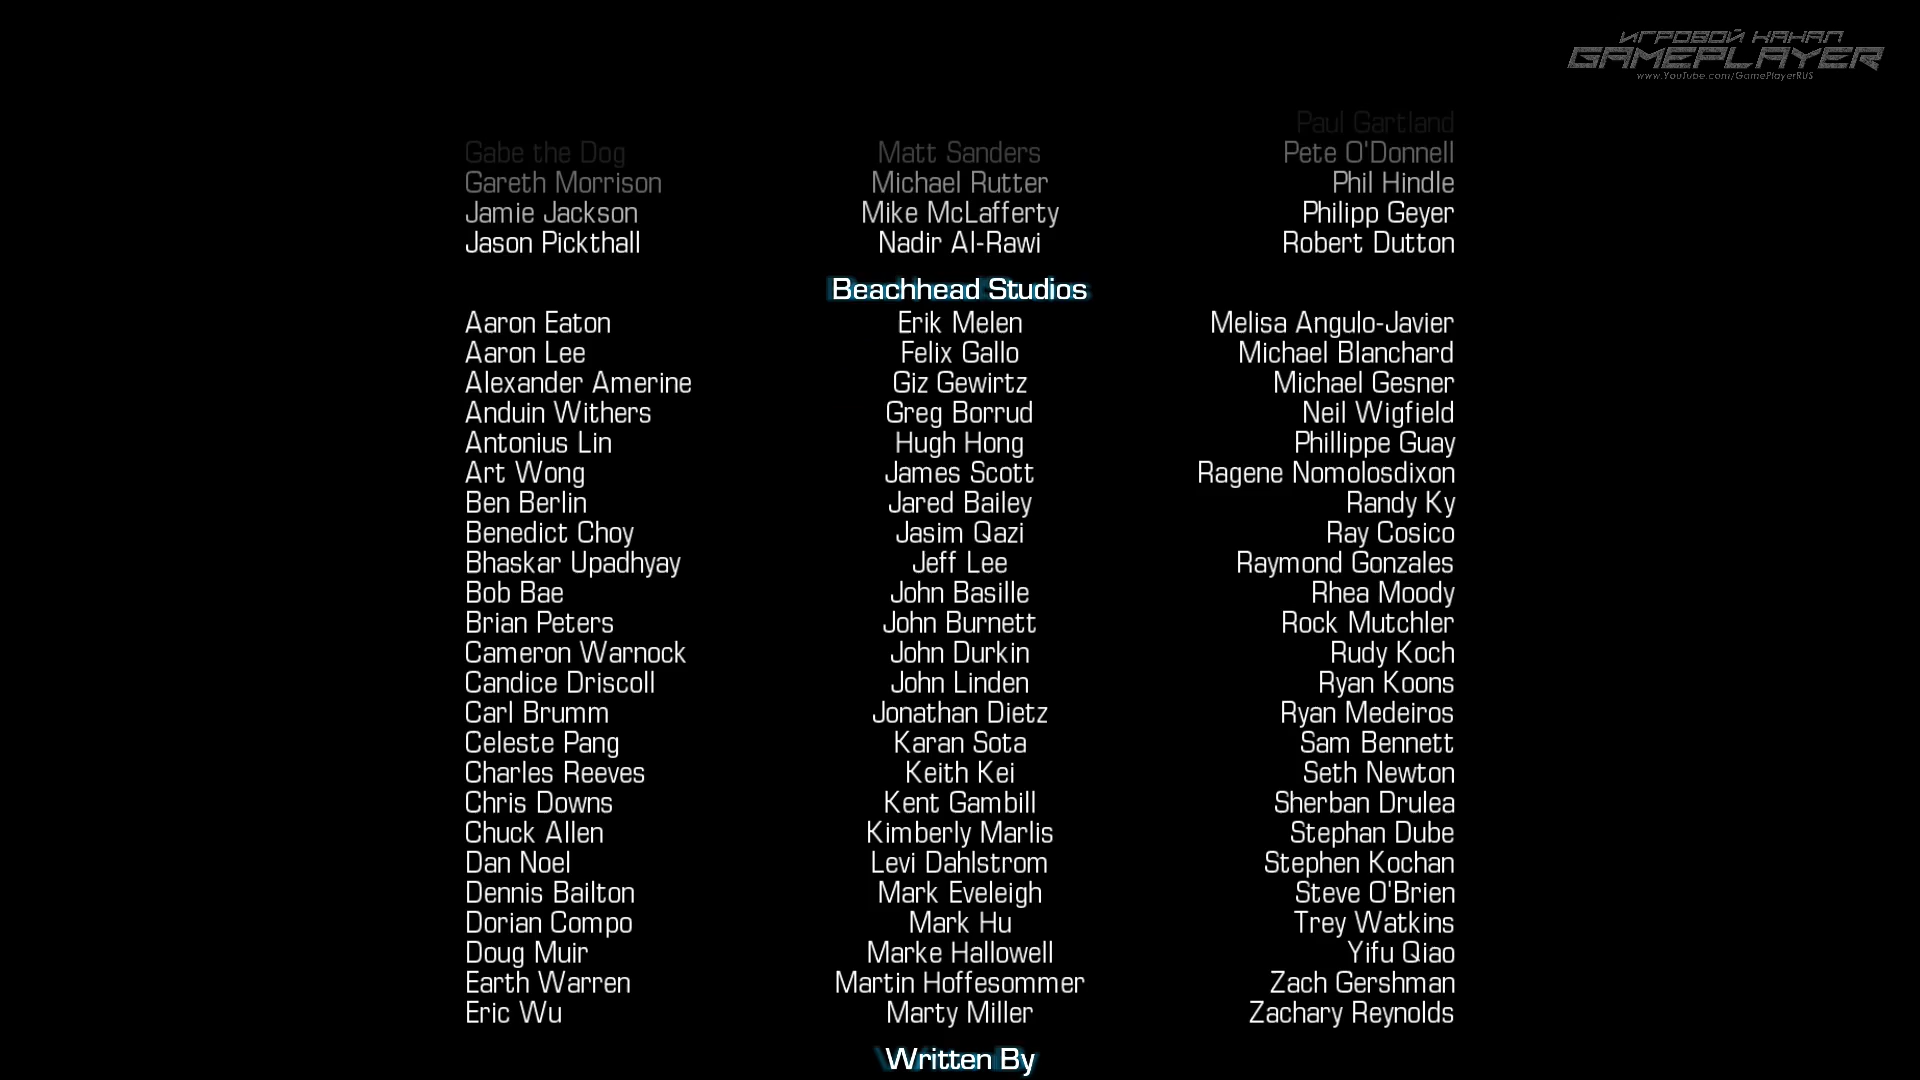 ИГРОВОЙ КАНАЛ
GAMEPLAYER
www.YouTube.com/GamePlayerRUS
Paul Gartland
Gabe the Dog Matt Sanders Pete O'Donnell
Gareth Morrison Michael Rutter Phil Hindle
Jamie Jackson Mike McLafferty Philipp Geyer
Jason Pickthall Nadir Al-Rawi Robert Dutton
Beachhead Studios
Aaron Eaton Erik Melen Melisa Angulo-Javier
Aaron Lee Felix Gallo Michael Blanchard
Alexander Amerine Giz Gewirtz Michael Gesner
Anduin Withers Greg Borrud Neil Wigfield
Antonius Lin Hugh Hong Phillippe Guay
Art Wong James Scott Ragene Nomolosdixon
Ben Berlin Jared Bailey Randy Ky
Benedict Choy Jasim Qazi Ray Cosico
Bhaskar Upadhyay Jeff Lee Raymond Gonzales
Bob Bae John Basille Rhea Moody
Brian Peters John Burnett Rock Mutchler
Cameron Warnock John Durkin Rudy Koch
Candice Driscoll John Linden Ryan Koons
Carl Brumm Jonathan Dietz Ryan Medeiros
Celeste Pang Karan Sota Sam Bennett
Charles Reeves Keith Kei Seth Newton
Chris Downs Kent Gambill Sherban Drulea
Chuck Allen Kimberly Marlis Stephan Dube
Dan Noel Levi Dahlstrom Stephen Kochan
Dennis Bailton Mark Eveleigh Steve O'Brien
Dorian Compo Mark Hu Trey Watkins
Doug Muir Marke Hallowell Yifu Qiao
Earth Warren Martin Hoffesommer Zach Gershman
Eric Wu Marty Miller Zachary Reynolds
Written By